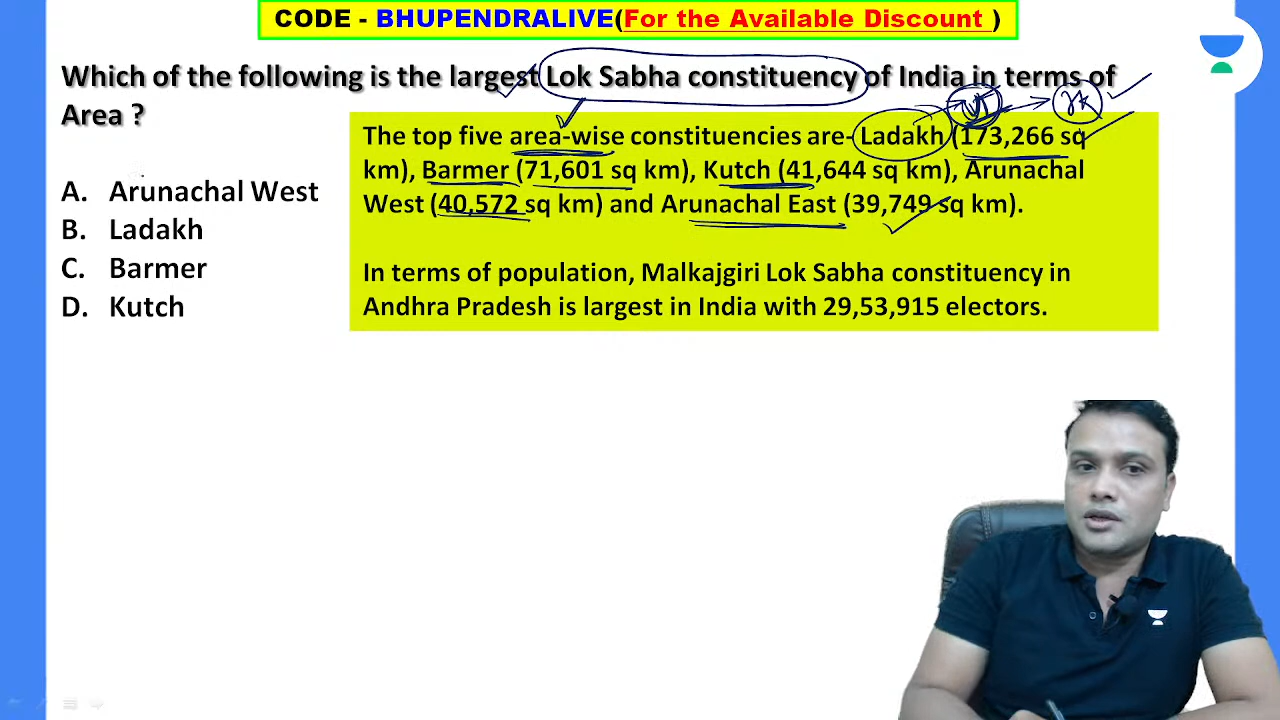 CODE - BHUPENDRALIVE(For the Available Discount )
Which of the following is the largest Lok Sabha constituency of India in terms of
Area ?
A. Arunachal West
B. Ladakh
C. Barmer
D. Kutch
The top five area-wise constituencies are- Ladakh (173,266 sq
km), Barmer (71,601 sq km), Kutch (41,644 sq km), Arunachal
West (40,572 sq km) and Arunachal East (39,749 sq km).
In terms of population, Malkajgiri Lok Sabha constituency in
Andhra Pradesh is largest in India with 29,53,915 electors.